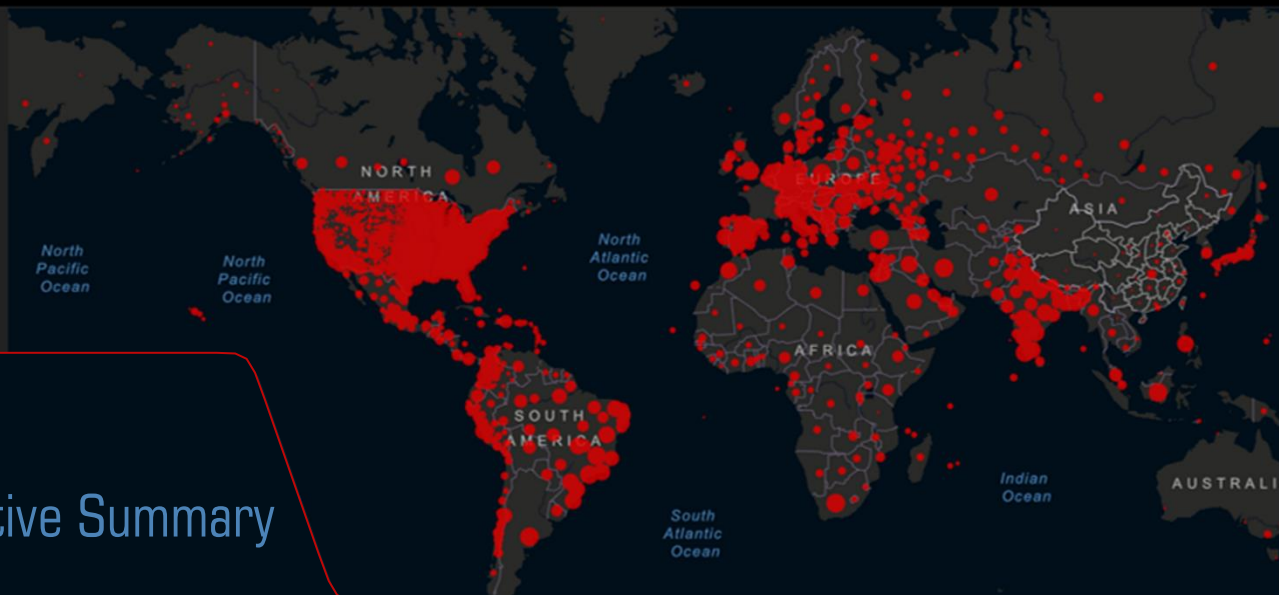 NORTH
AMERICA
EUROPE
ASIA
North
Pacific
Ocean
North
Pacific
Ocean
North
Atlantic
Ocean
AFRICA
SOUTH
AMERICA
Indian
Ocean
AUSTRALI
South
Atlantic
Ocean
tive Summary